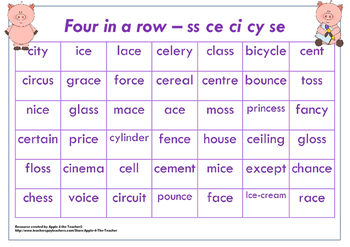 Four in a row – ss ce ci cy se
city ice lace celery class bicycle cent
circus grace force cereal centre bounce toss
nice glass mace ace moss princess fancy
certain price cylinder fence house ceiling gloss
floss cinema cell cement mice except chance
chess voice circuit pounce face Ice-cream race
Resource created by Apple 4 the Teacher©
http://www.teacherspayteachers.com/Store/Apple-4-The-Teacher